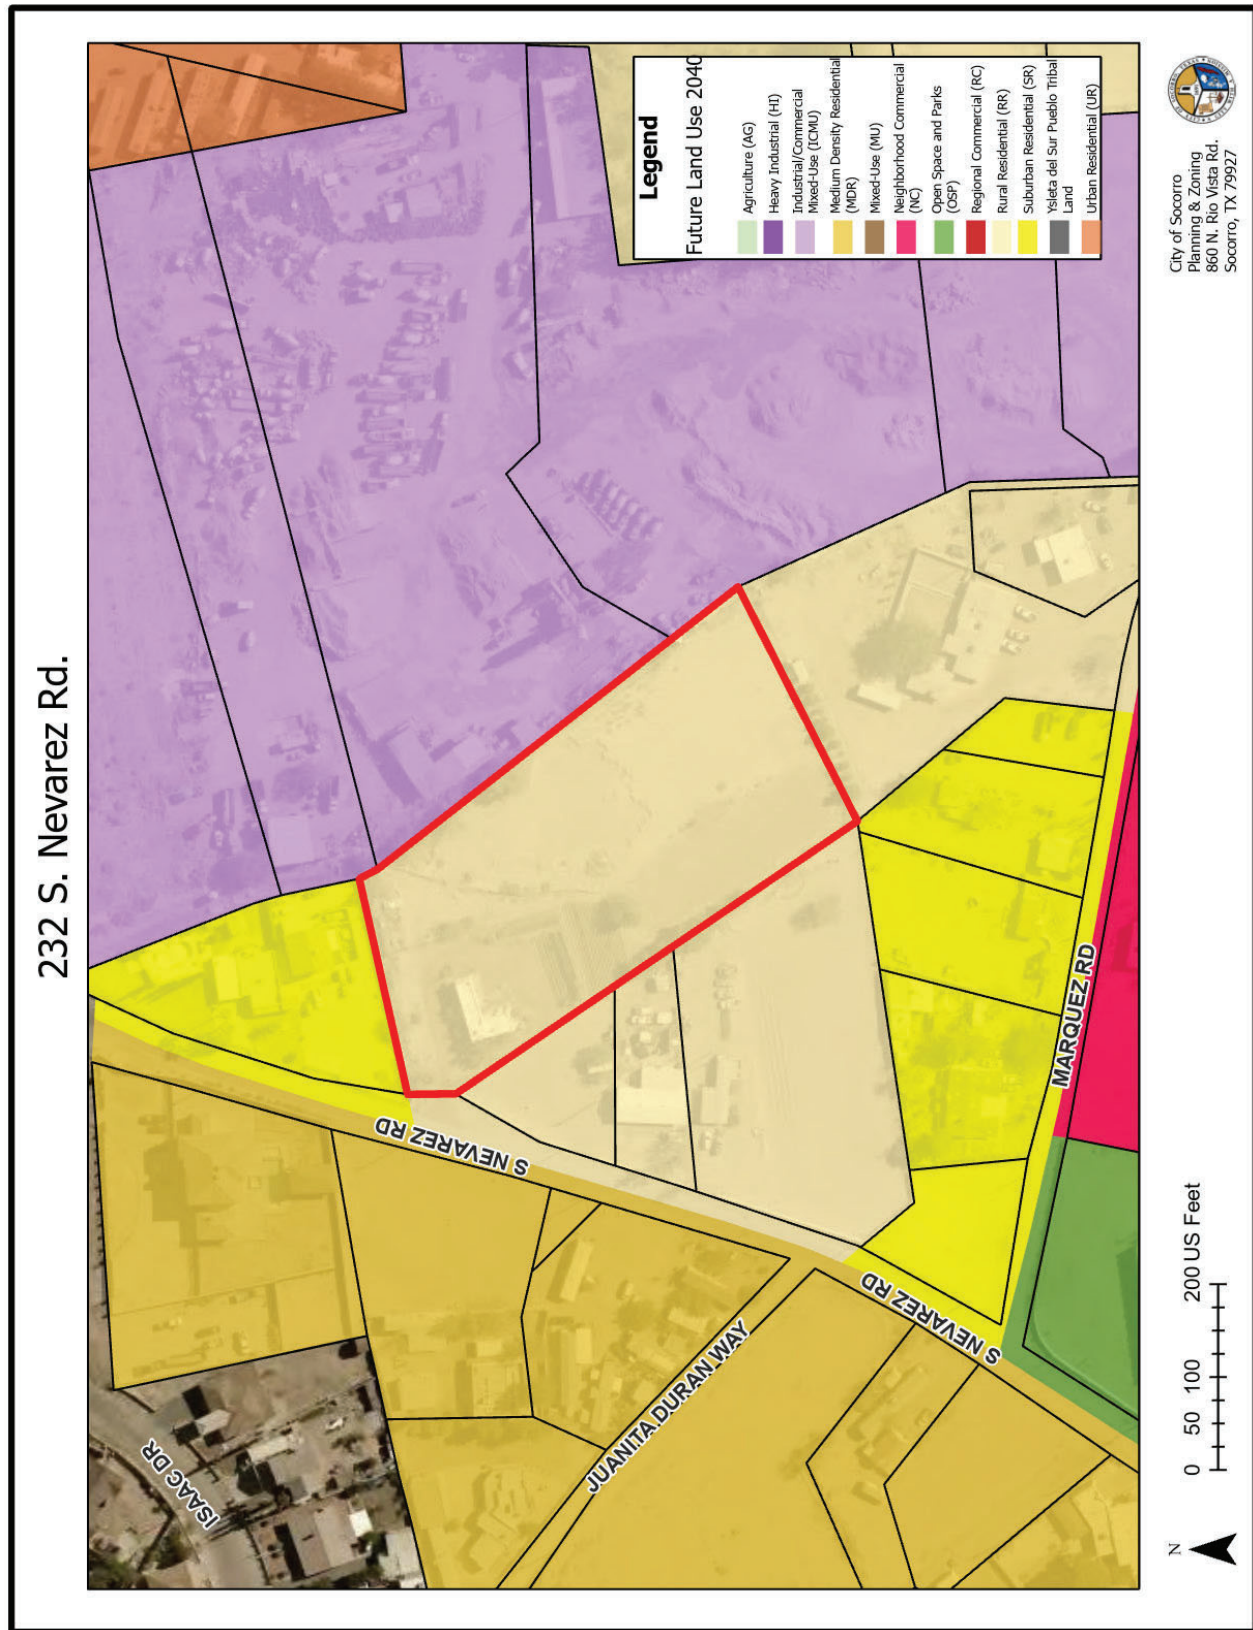 232 S. Nevarez Rd.
ISAAC DR
S NEVAREZ RD
JUANITA DURAN WAY
S NEVAREZ RD
MARQUEZ RD
Legend
Future Land Use 2040
Agriculture (AG)
Heavy Industrial (HI)
Industrial/Commercial
Mixed-Use (ICMU)
Medium Density Residential
(MDR)
Mixed-Use (MU)
Neighborhood Commercial
(NC)
Open Space and Parks
(OSP)
Regional Commercial (RC)
Rural Residential (RR)
Suburban Residential (SR)
Ysleta del Sur Pueblo Tribal
Land
Urban Residential (UR)
N
0 50 100 200 US Feet
City of Socorro
Planning & Zoning
860 N. Rio Vista Rd.
Socorro, TX 79927